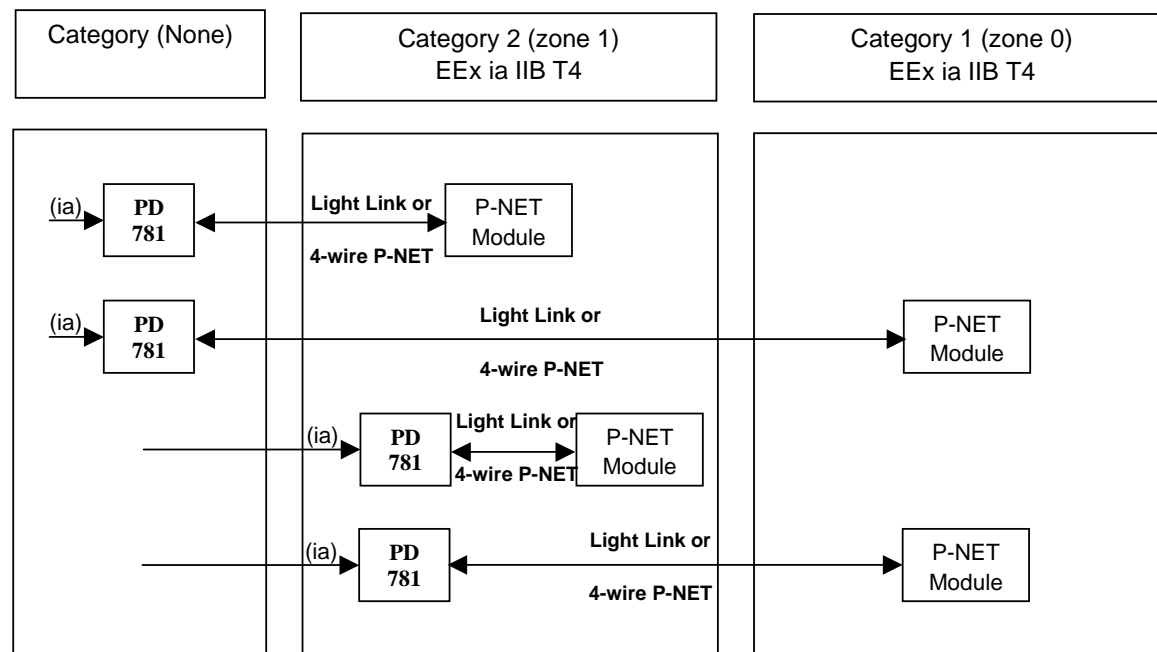 Category (None)
Category 2 (zone 1)
EEx ia IIB T4
Category 1 (zone 0)
EEx ia IIB T4
(ia)
PD
781
Light Link or
4-wire P-NET
P-NET
Module
(ia)
PD
781
Light Link or
4-wire P-NET
P-NET
Module
(ia)
PD
781
Light Link or
4-wire P-NET
P-NET
Module
(ia)
PD
781
Light Link or
4-wire P-NET
P-NET
Module